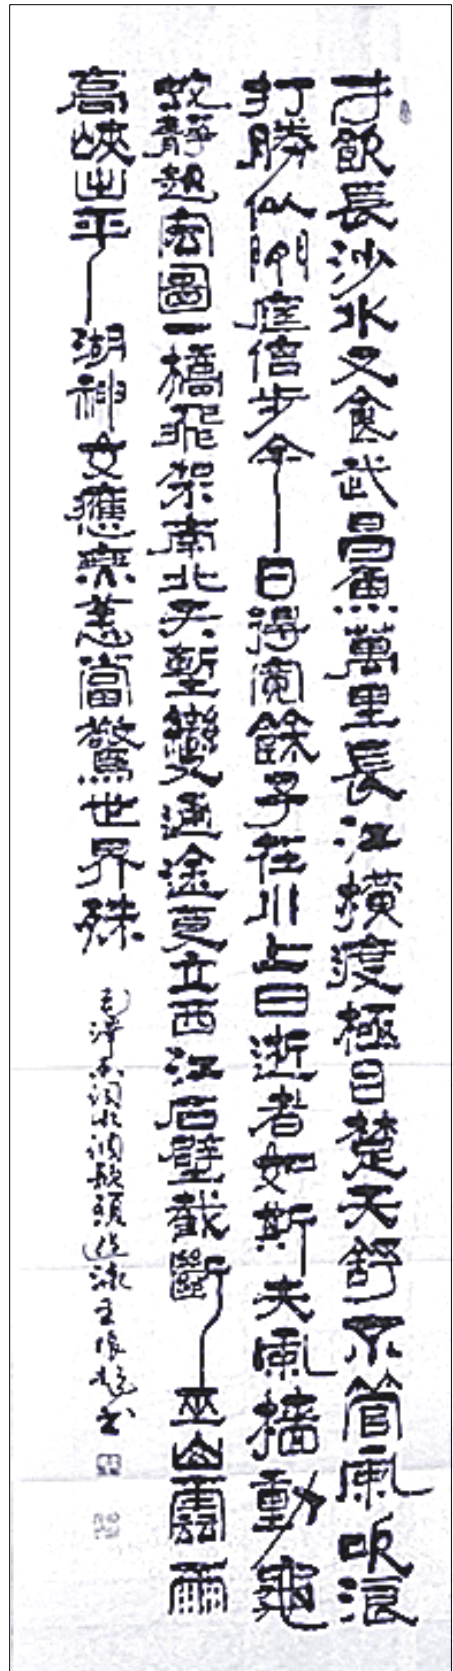 才飲長沙水又食武昌魚萬里長江橫渡極目楚天舒不管風吹浪
打勝似閒庭信步今日得寬餘子在川上曰逝者如斯夫風檣動龜
蛇靜起宏圖一橋飛架南北天塹變通途更立西江石壁截斷巫山雲雨
高峽出平湖神女應無恙當驚世界殊
毛澤東詞水調歌頭游泳